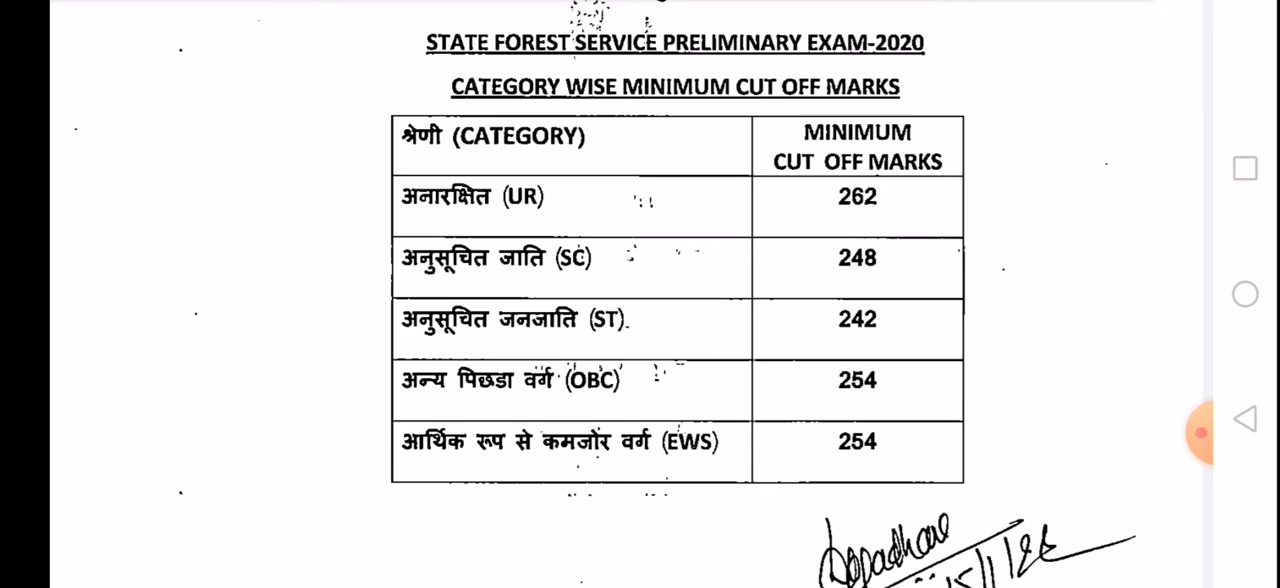 STATE FOREST SERVICE PRELIMINARY EXAM-2020
CATEGORY WISE MINIMUM CUT OFF MARKS
श्रेणी (CATEGORY) MINIMUM CUT OFF MARKS
अनारक्षित (UR) 262
अनुसूचित जाति (SC) 248
अनुसूचित जनजाति (ST). 242
अन्य पिछडा वर्ग (OBC) 254
आर्थिक रूप से कमजोर वर्ग (EWS) 254